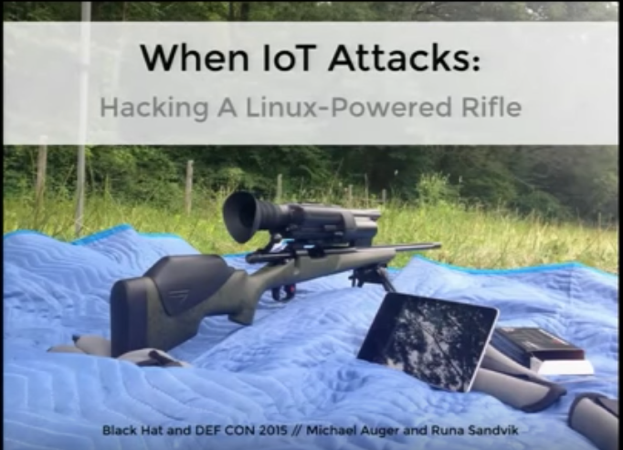 When IoT Attacks:
Hacking A Linux-Powered Rifle
Black Hat and DEF CON 2015 // Michael Auger and Runa Sandvik